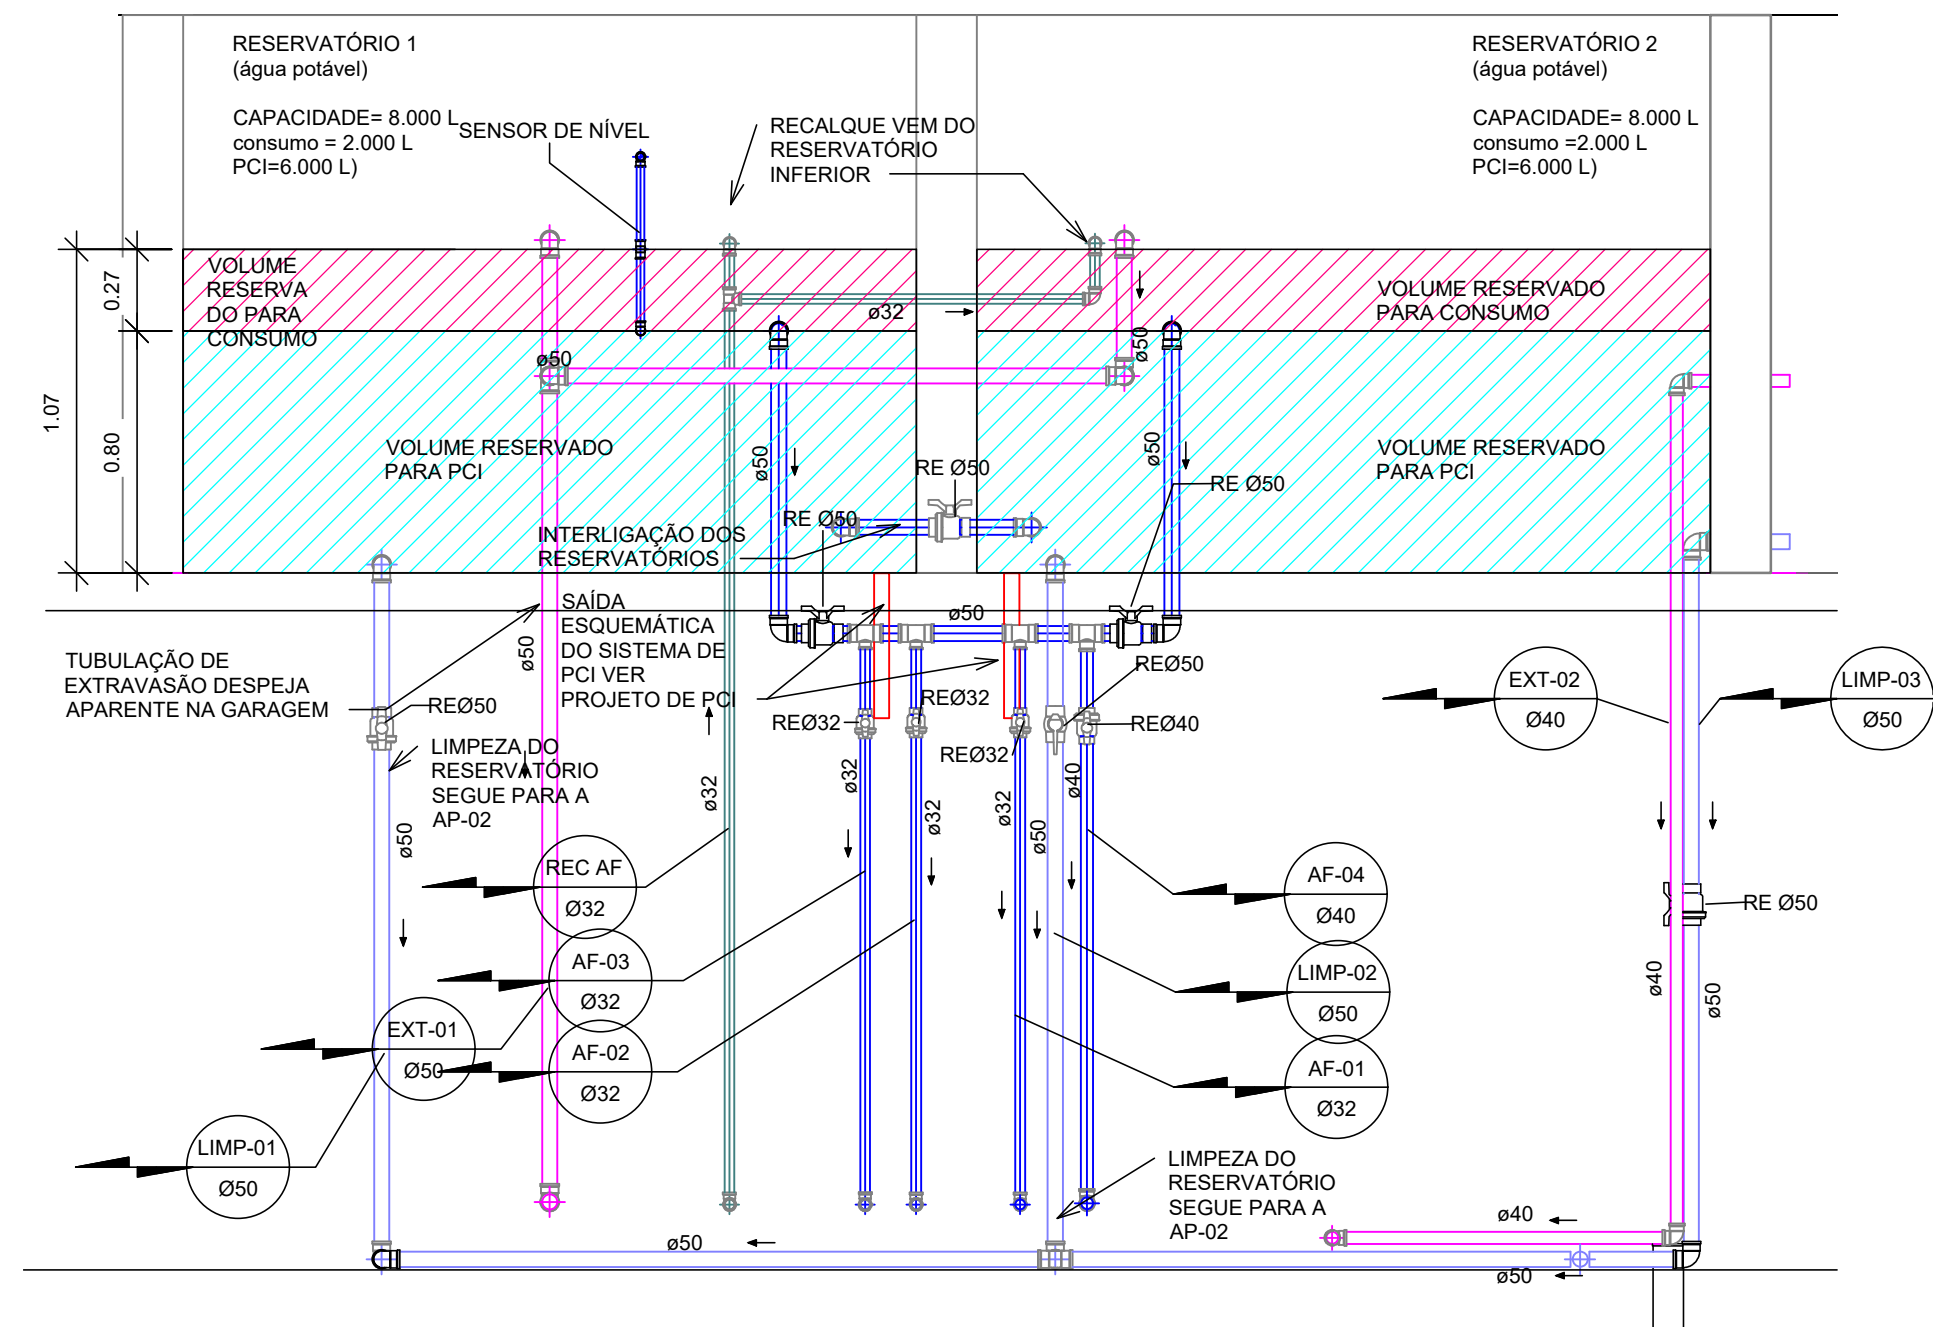 RESERVATÓRIO 1
(água potável)
CAPACIDADE= 8.000 L
consumo = 2.000 L
PCI=6.000 L)
SENSOR DE NÍVEL
RECALQUE VEM DO
RESERVATÓRIO
INFERIOR
RESERVATÓRIO 2
(água potável)
CAPACIDADE= 8.000 L
consumo =2.000 L
PCI=6.000 L)
0.27
1.07
0.80
VOLUME
RESERVA
DO PARA
CONSUMO
ø32
VOLUME RESERVADO
PARA CONSUMO
ø50
ø50
VOLUME RESERVADO
PARA PCI
ø50
RE Ø50
ø50
RE Ø50
VOLUME RESERVADO
PARA PCI
RE Ø50
INTERLIGAÇÃO DOS
RESERVATÓRIOS
SAÍDA
ESQUEMÁTICA
DO SISTEMA DE
PCI VER
PROJETO DE PCI
ø50
ø50
TUBULAÇÃO DE
EXTRAVASÃO DESPEJA
APARENTE NA GARAGEM
REØ50
REØ32
REØ32
REØ32
REØ50
REØ40
EXT-02
Ø40
LIMP-03
Ø50
LIMPEZA DO
RESERVATÓRIO
SEGUE PARA A
AP-02
ø50
ø32
ø32
ø32
ø32
ø50
ø40
REC AF
Ø32
AF-03
Ø32
EXT-01
Ø50
AF-02
Ø32
LIMP-01
Ø50
AF-04
Ø40
LIMP-02
Ø50
AF-01
Ø32
RE Ø50
ø40
ø50
LIMPEZA DO
RESERVATÓRIO
SEGUE PARA A
AP-02
ø40
ø50
ø50